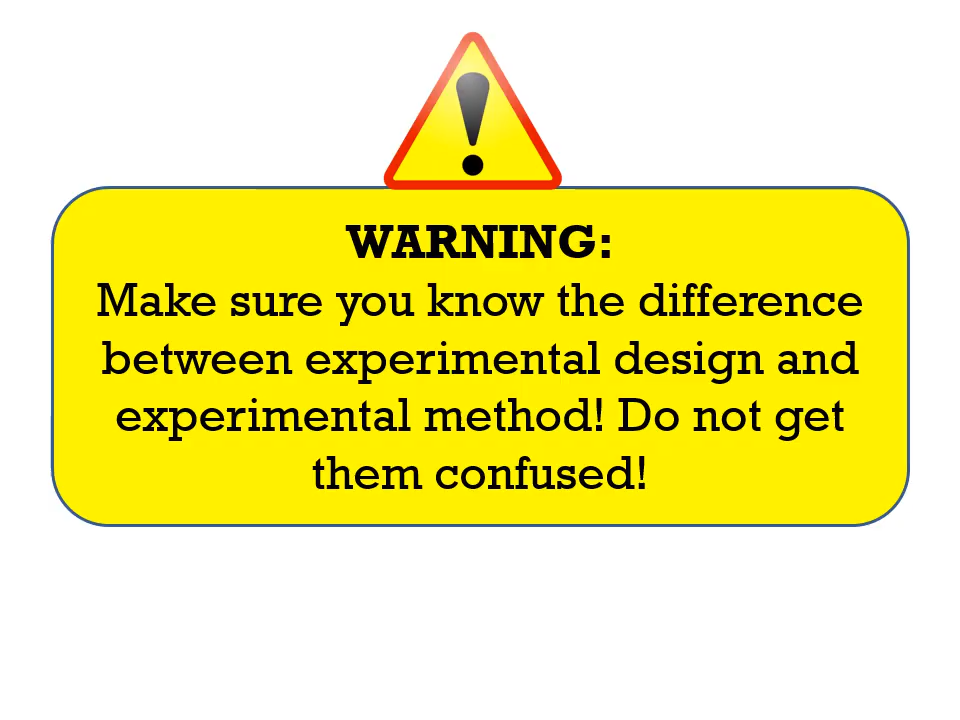 WARNING:
Make sure you know the difference
between experimental design and
experimental method! Do not get
them confused!